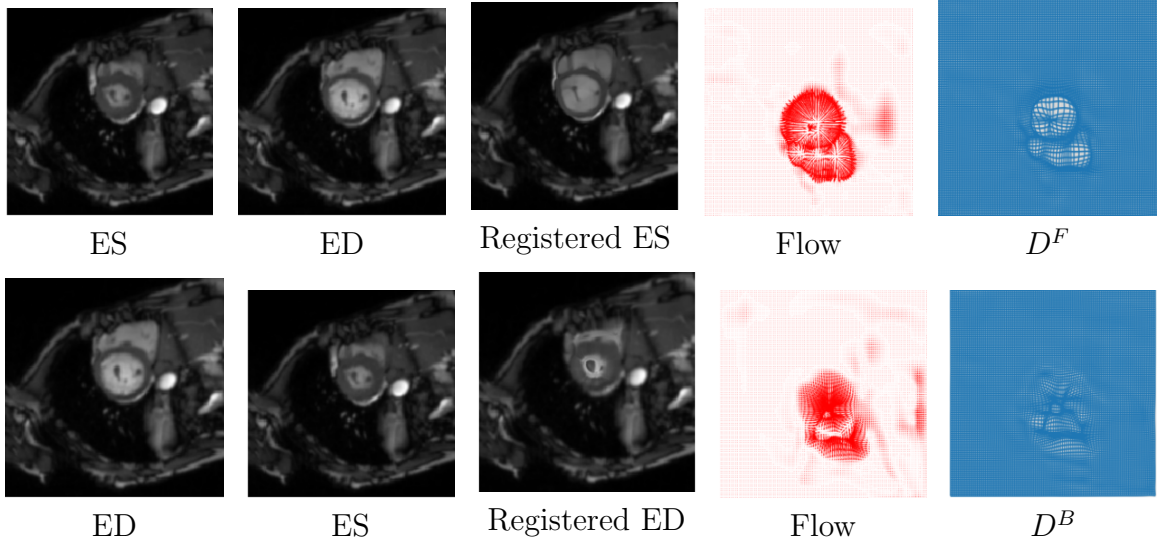 ES
ED
Registered ES
Flow
D^F
ED
ES
Registered ED
Flow
D^B